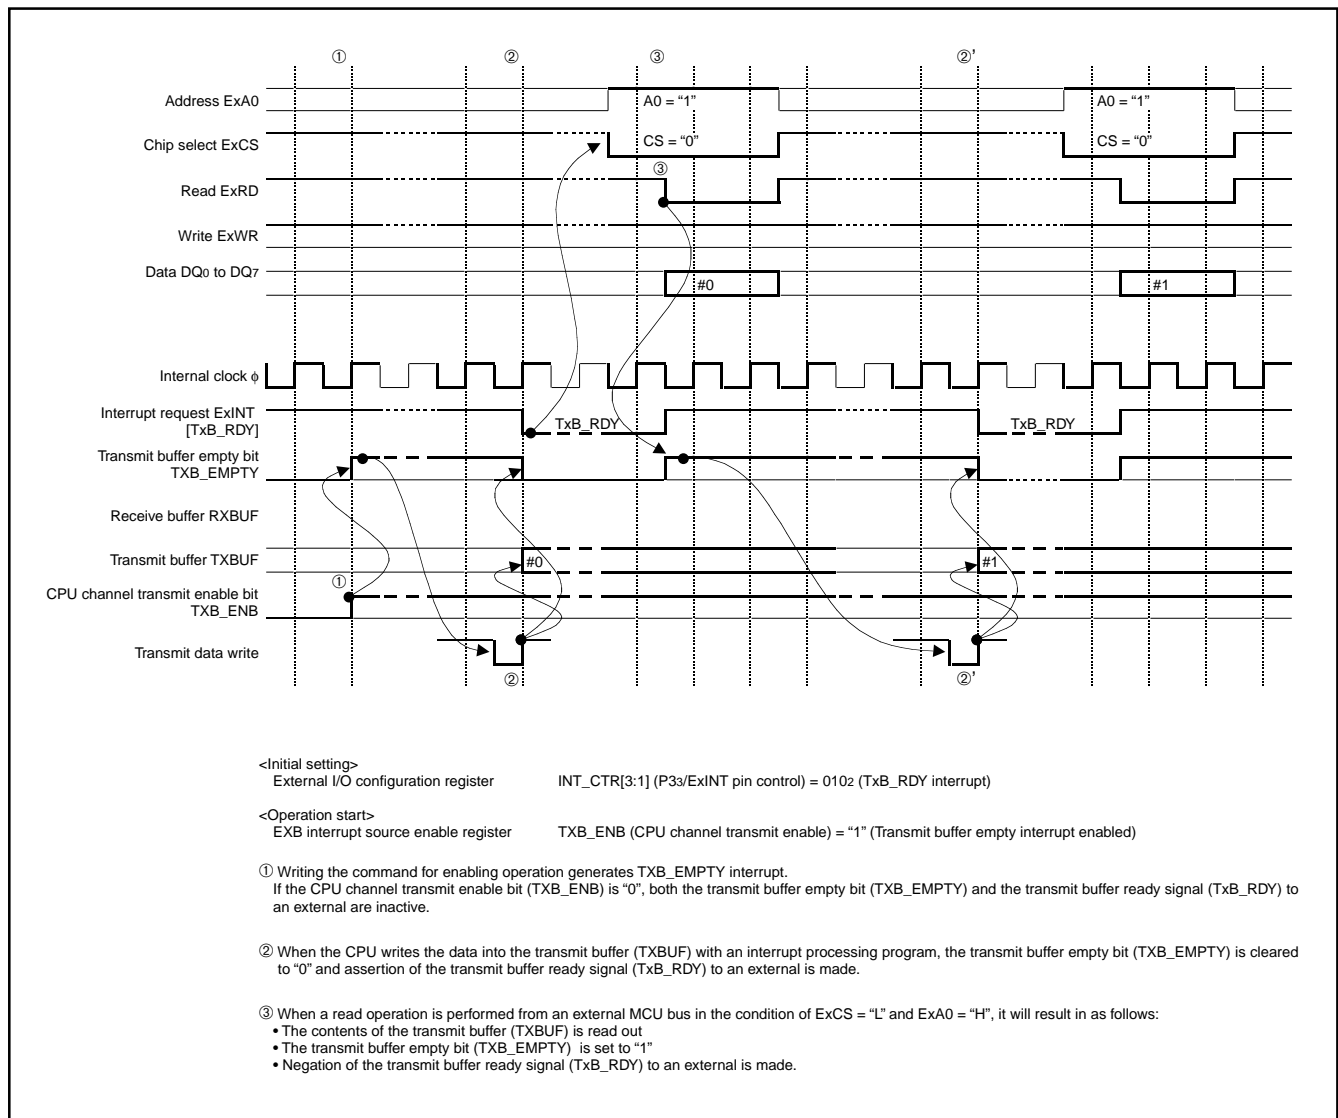 ① ② ③ ②’
Address ExA0
A0 = “1” A0 = “1”
Chip select ExCS
CS = “0” CS = “0”
③
Read ExRD
Write ExWR
Data DQ0 to DQ7
#0 #1
Internal clock ϕ
Interrupt request ExINT
[TxB_RDY]
TxB_RDY TxB_RDY
Transmit buffer empty bit
TXB_EMPTY
Receive buffer RXBUF
Transmit buffer TXBUF
#0 #1
①
CPU channel transmit enable bit
TXB_ENB
Transmit data write
② ②’
<Initial setting>
External I/O configuration register INT_CTR[3:1] (P33/ExINT pin control) = 0102 (TxB_RDY interrupt)
<Operation start>
EXB interrupt source enable register TXB_ENB (CPU channel transmit enable) = “1” (Transmit buffer empty interrupt enabled)
① Writing the command for enabling operation generates TXB_EMPTY interrupt.
If the CPU channel transmit enable bit (TXB_ENB) is “0”, both the transmit buffer empty bit (TXB_EMPTY) and the transmit buffer ready signal (TxB_RDY) to
an external are inactive.
② When the CPU writes the data into the transmit buffer (TXBUF) with an interrupt processing program, the transmit buffer empty bit (TXB_EMPTY) is cleared
to “0” and assertion of the transmit buffer ready signal (TxB_RDY) to an external is made.
③ When a read operation is performed from an external MCU bus in the condition of ExCS = “L” and ExA0 = “H”, it will result in as follows:
• The contents of the transmit buffer (TXBUF) is read out
• The transmit buffer empty bit (TXB_EMPTY) is set to “1”
• Negation of the transmit buffer ready signal (TxB_RDY) to an external is made.